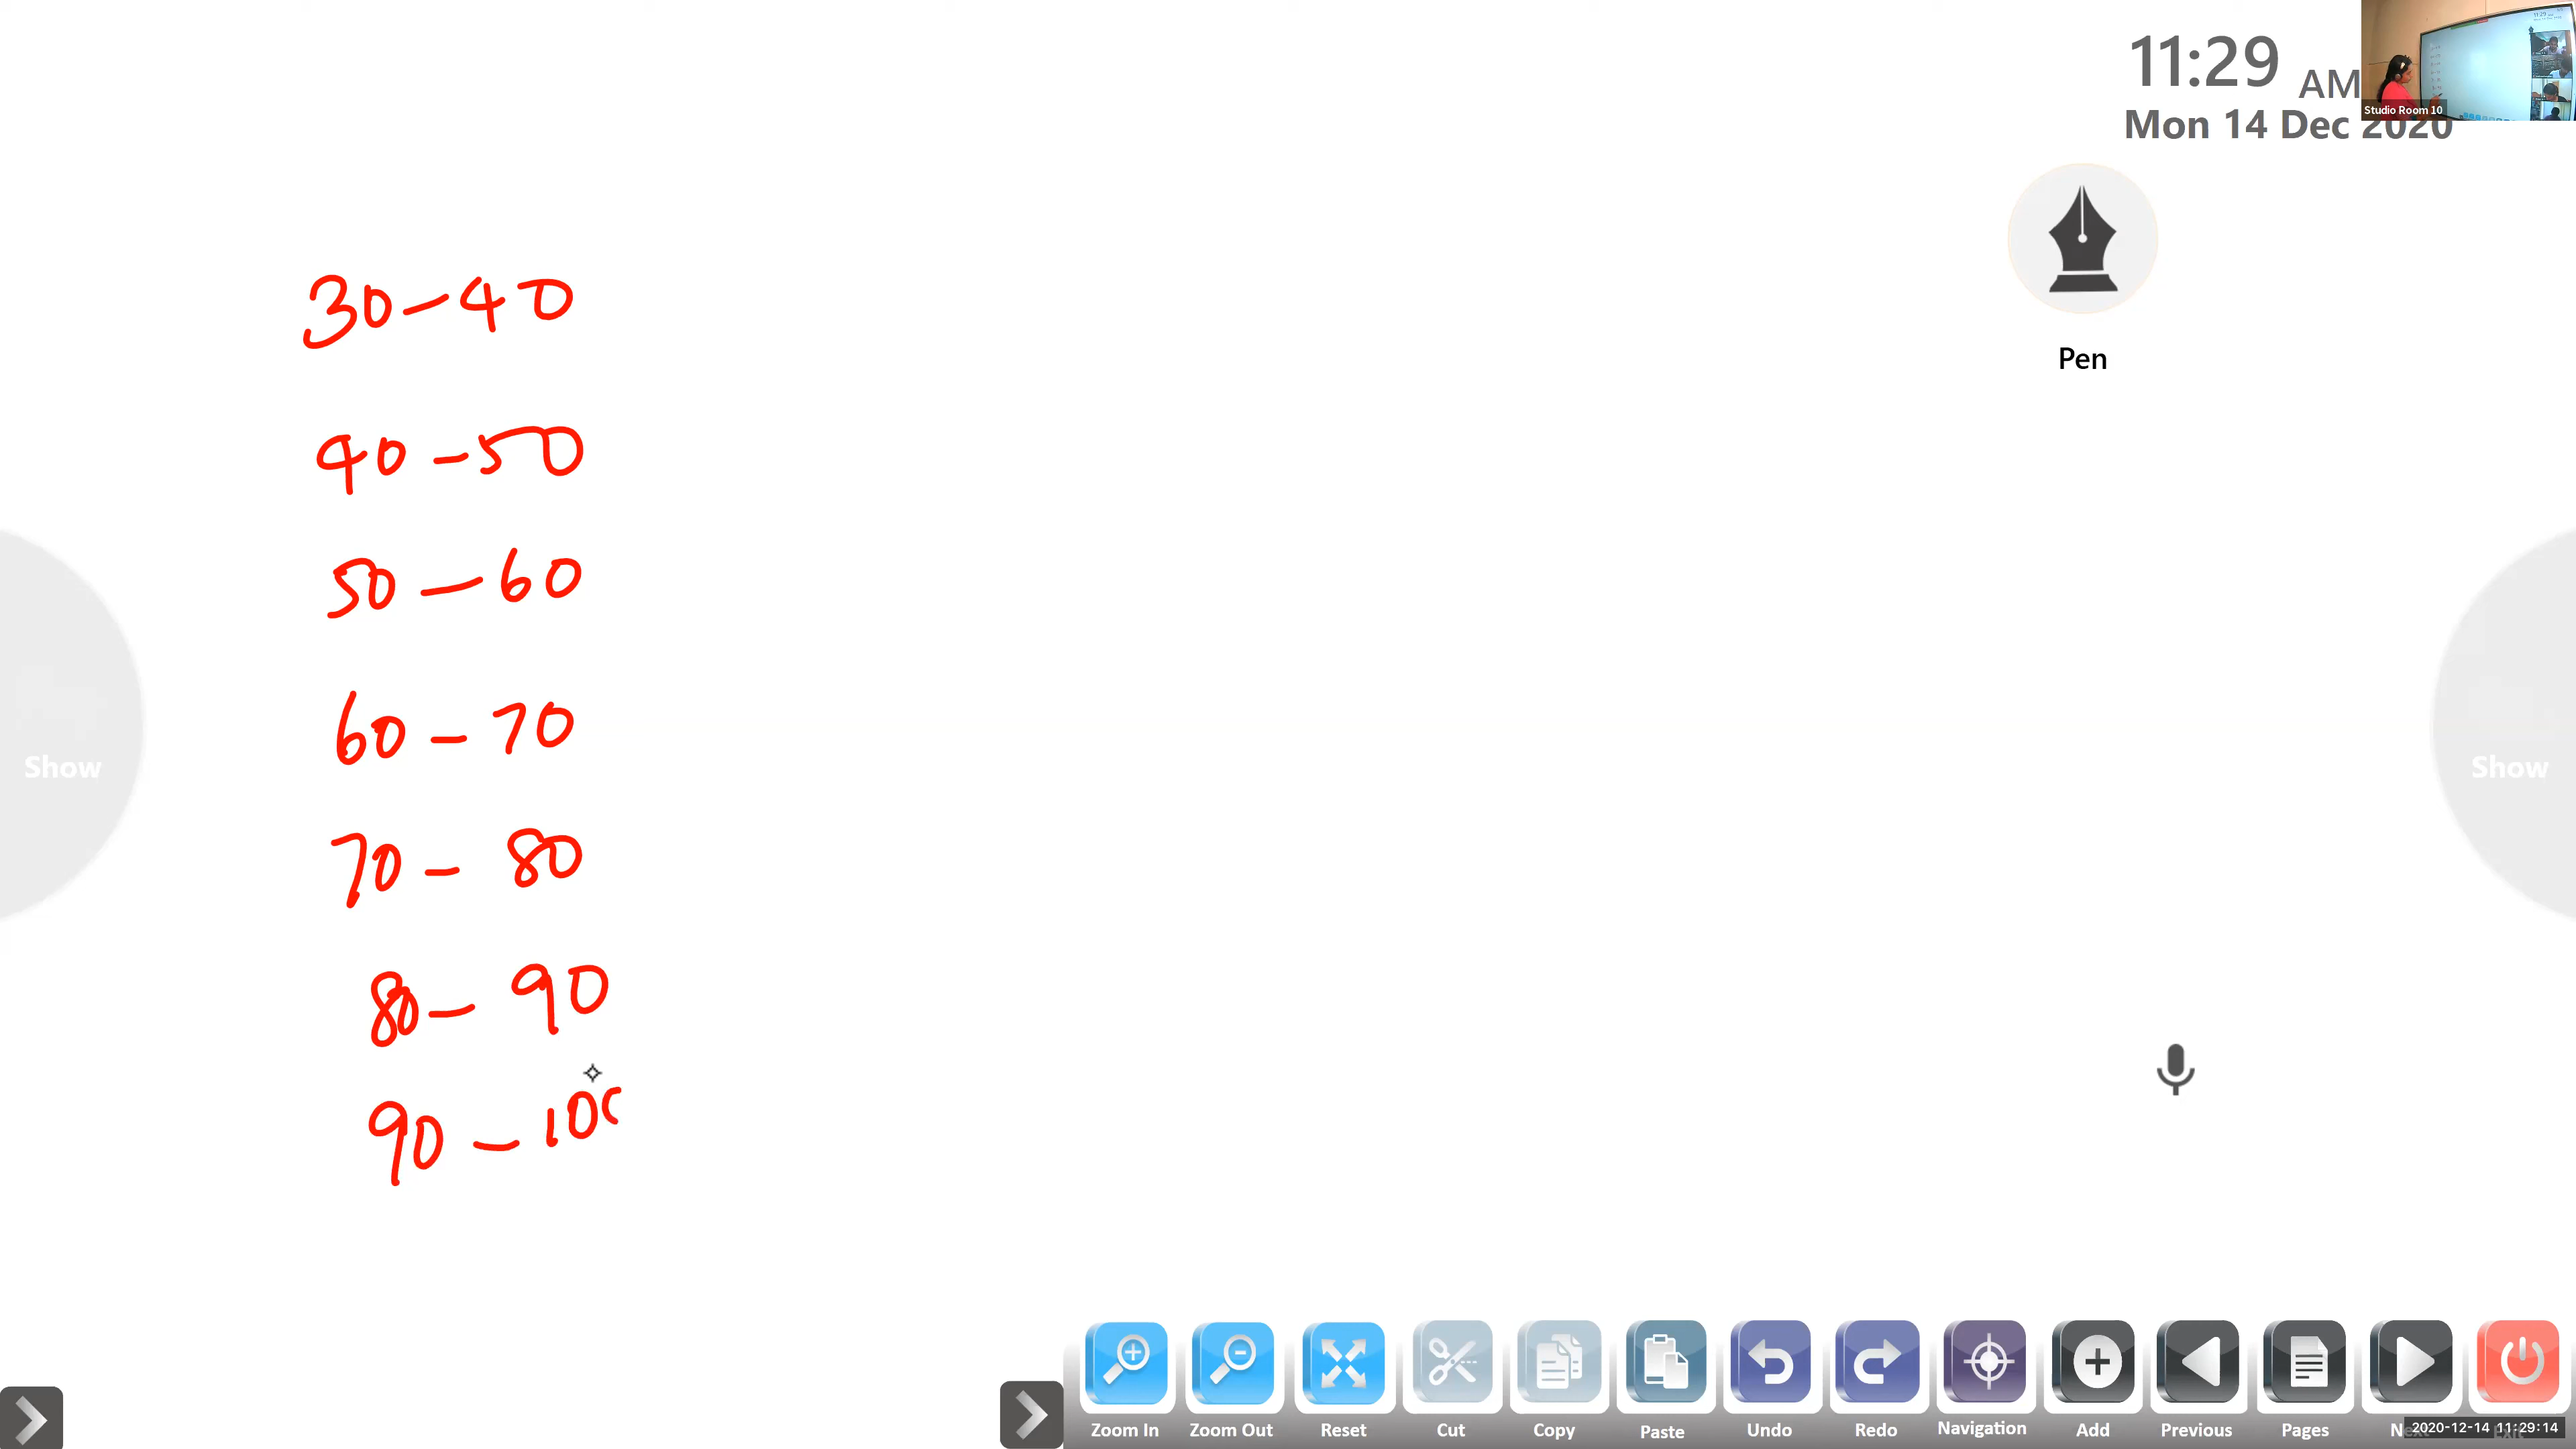 11:29 AM
Mon 14 Dec 2020
Studio Room 10
Pen
30-40
40-50
50-60
60-70
70-80
80-90
90-100
Show
Show
Zoom In Zoom Out Reset Cut Copy Paste Undo Redo Navigation Add Previous Pages
2020-12-14 11:29:14